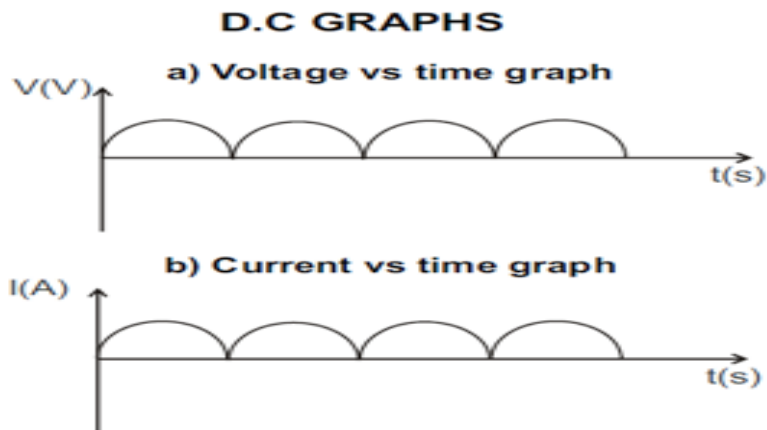 D.C GRAPHS
a) Voltage vs time graph
V(V)
t(s)
b) Current vs time graph
I(A)
t(s)